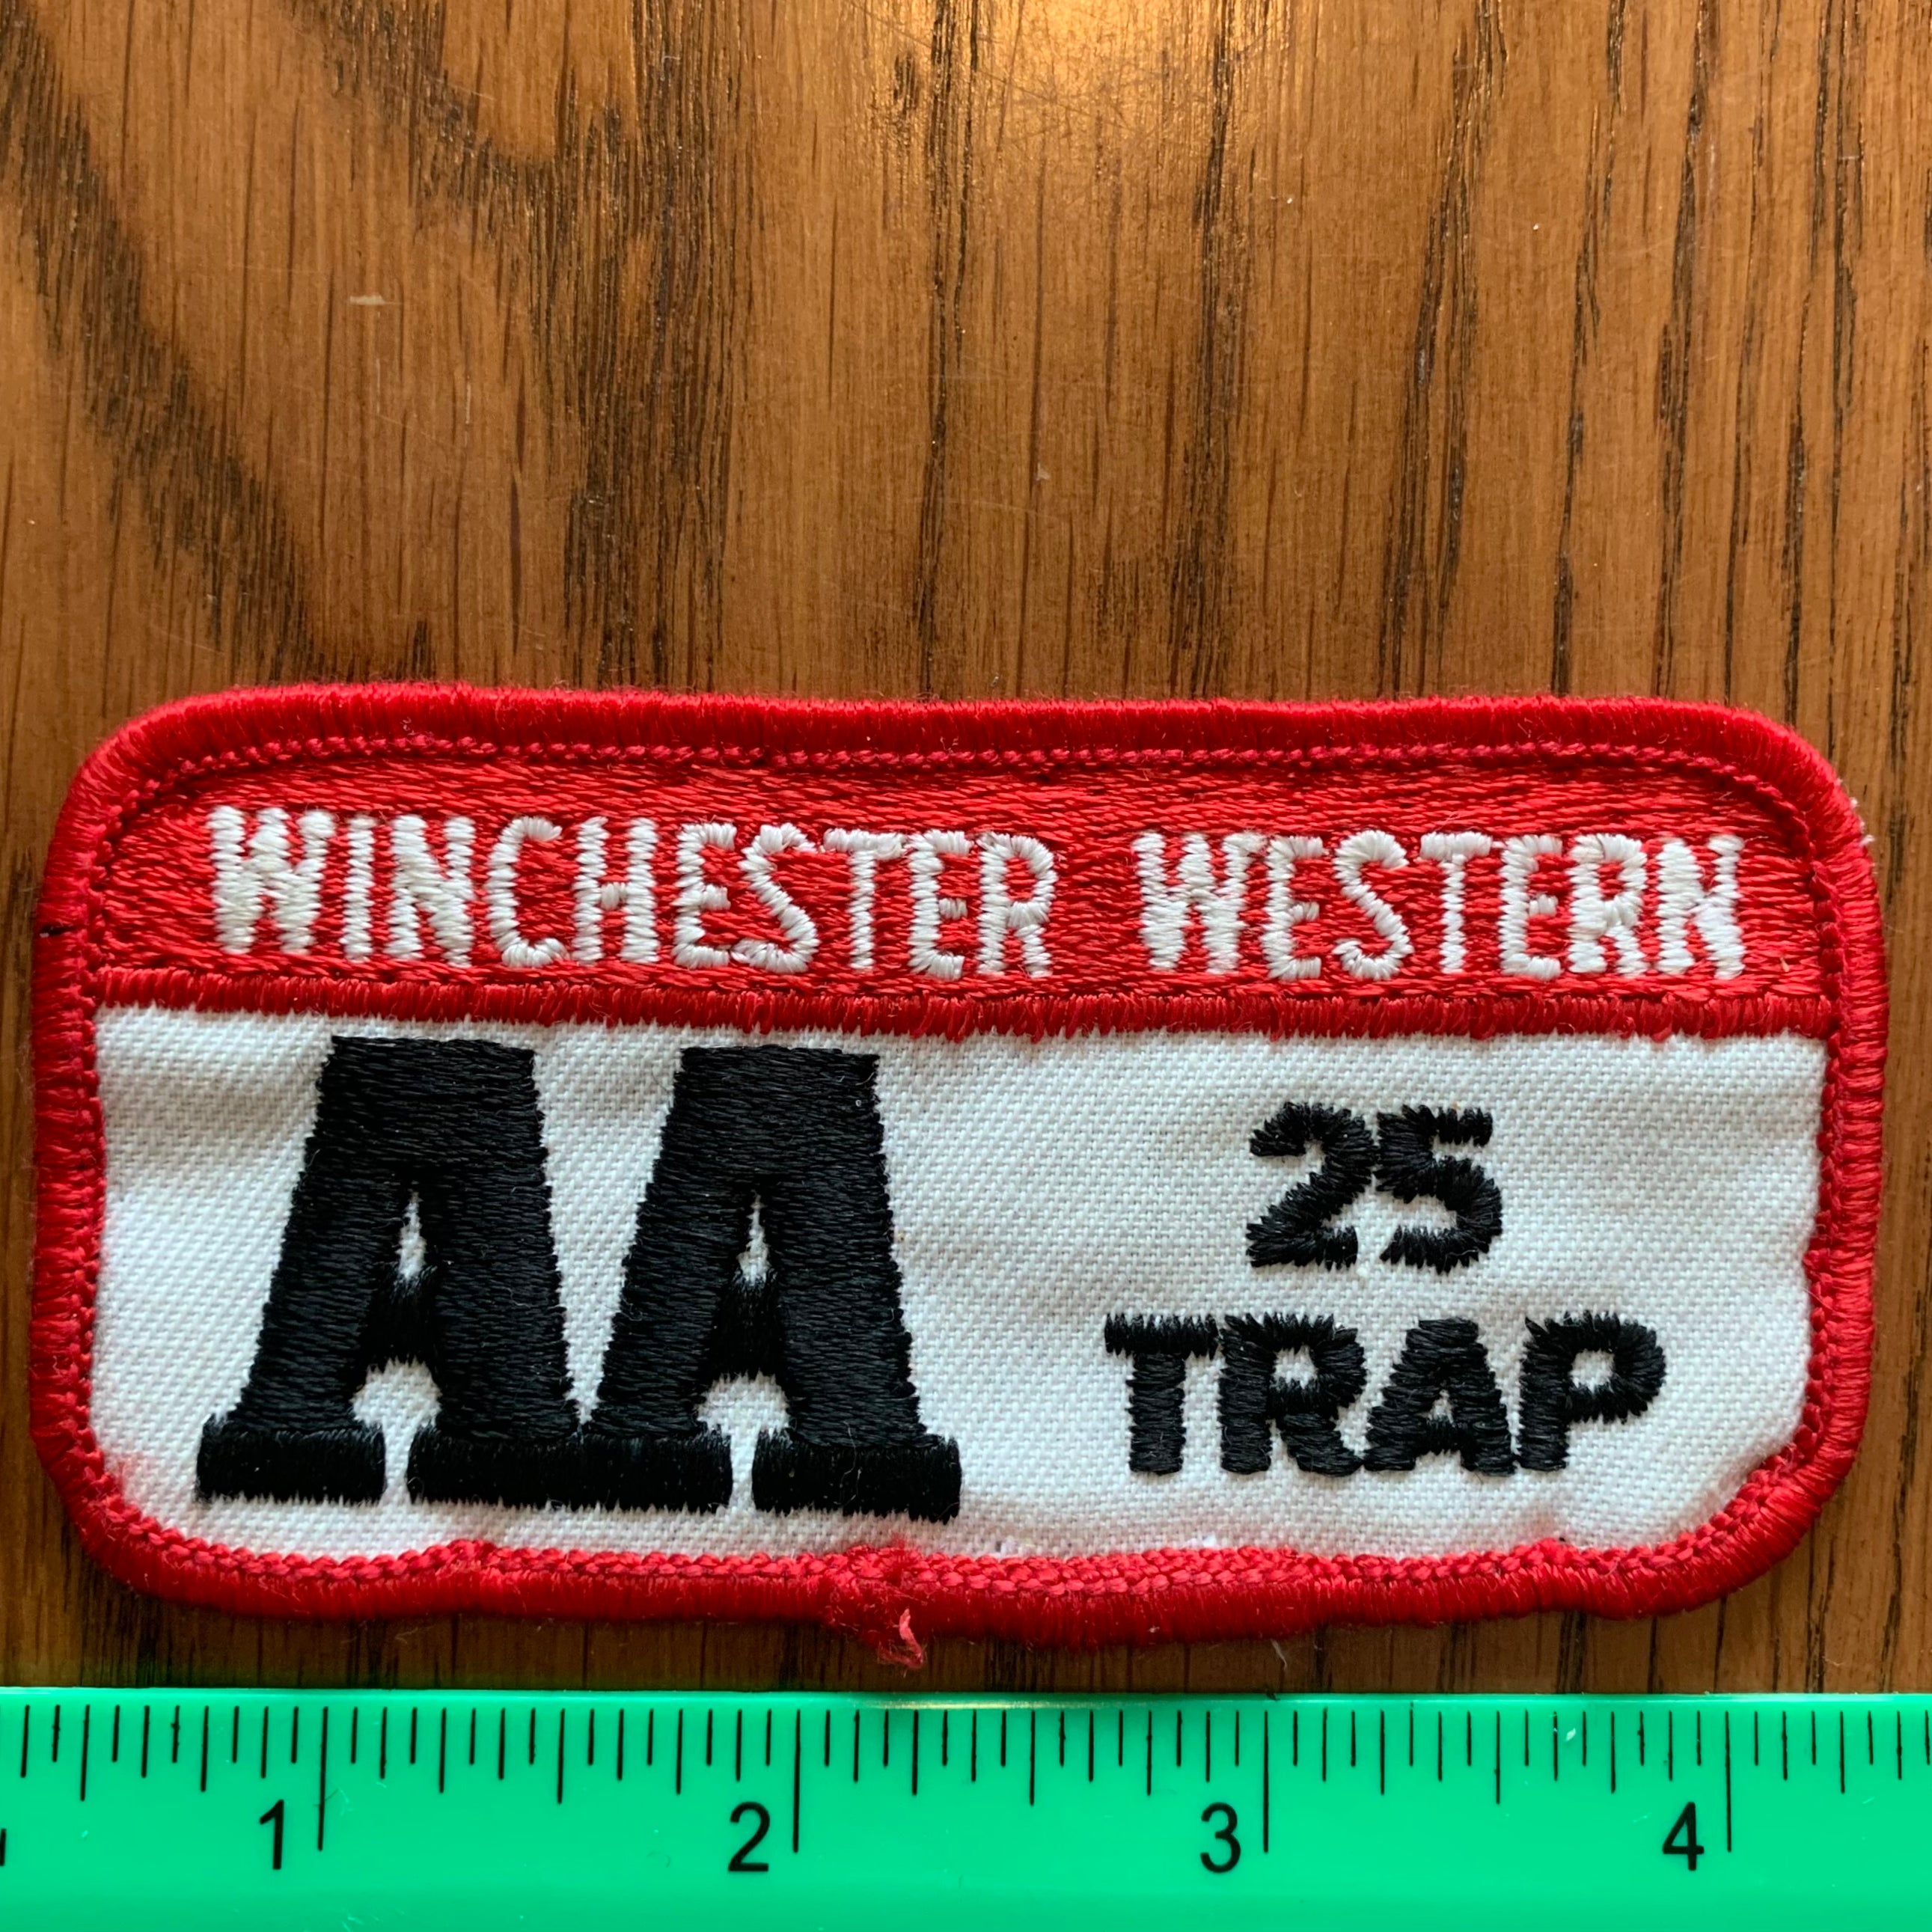 WINCHESTER WESTERN
AA
25
TRAP
1 2 3 4